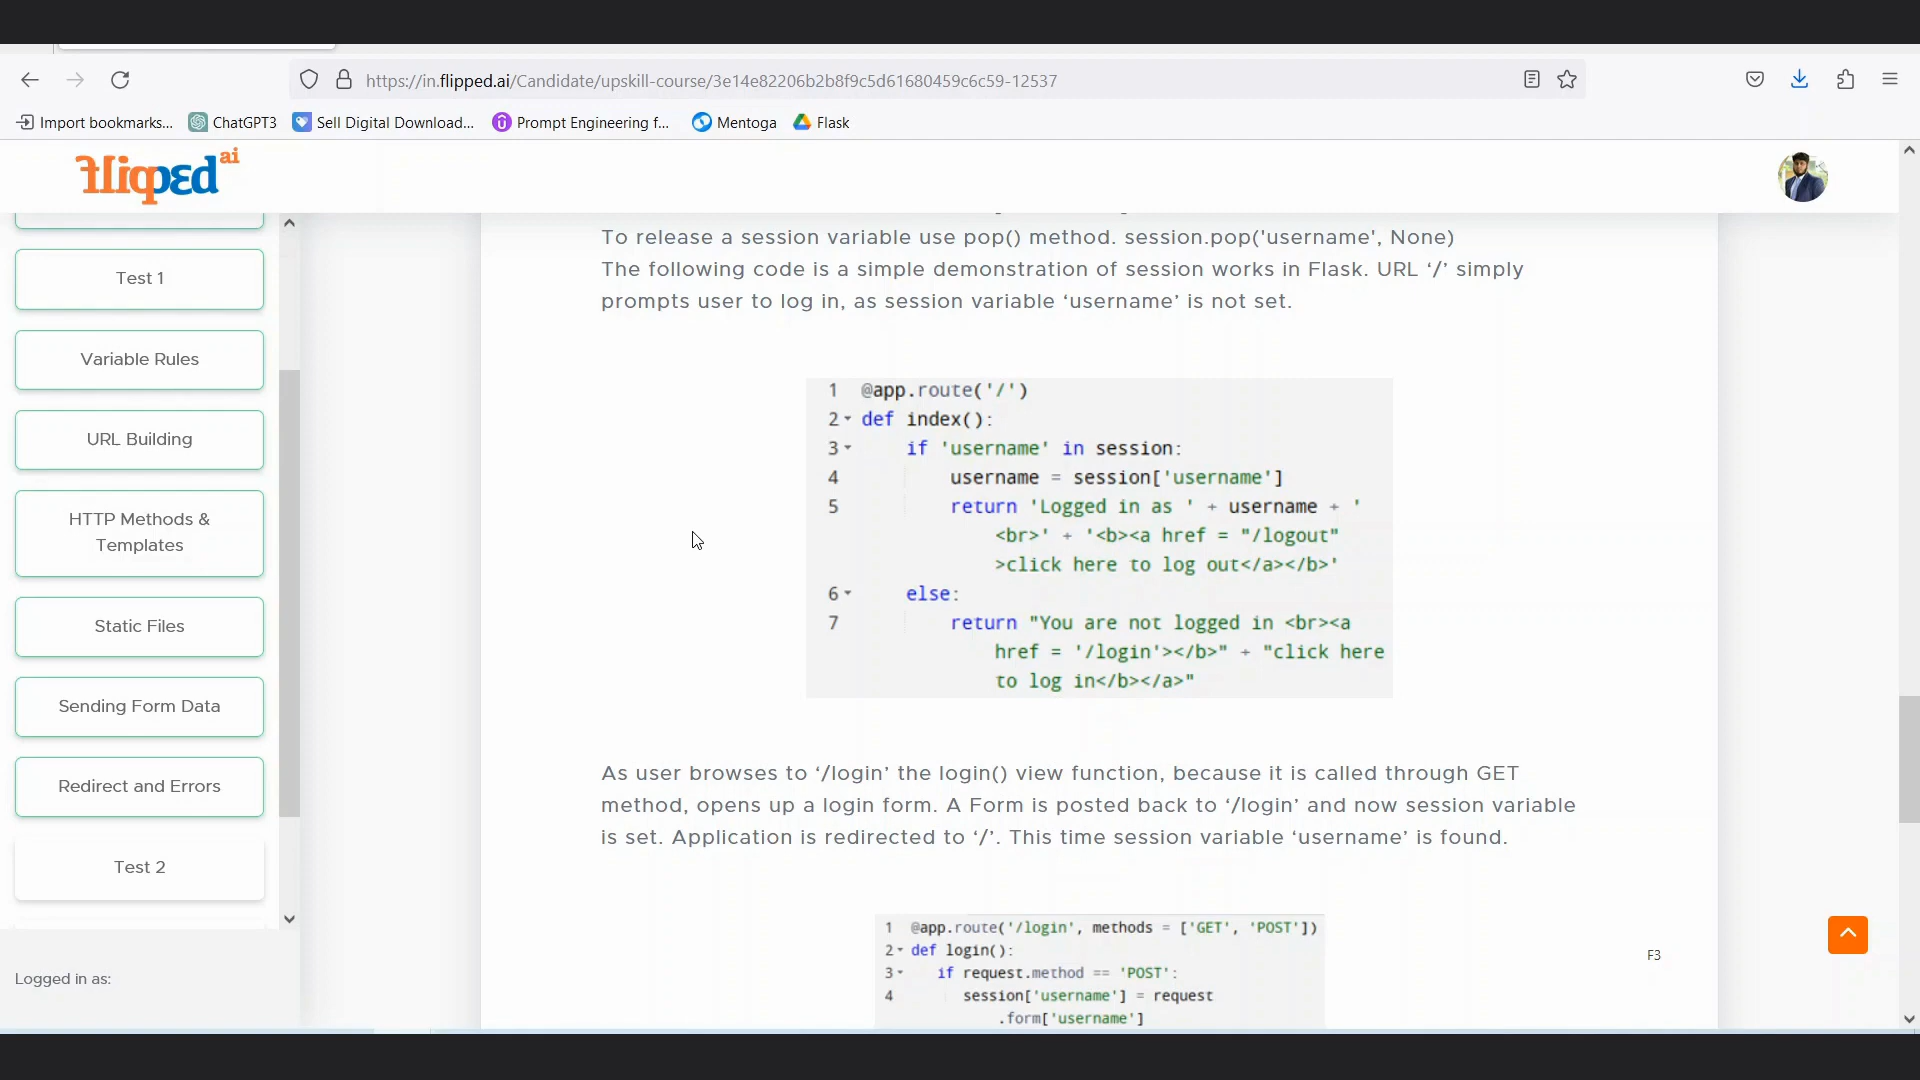 https://in.flipped.ai/Candidate/upskill-course/3e14e82206b2b8f9c5d61680459c6c59-12537
Import bookmarks... ChatGPT3 Sell Digital Download... Prompt Engineering f... Mentoga Flask
flipped ai
Test 1
Variable Rules
URL Building
HTTP Methods &
Templates
Static Files
Sending Form Data
Redirect and Errors
Test 2
Logged in as:
To release a session variable use pop() method. session.pop('username', None)
The following code is a simple demonstration of session works in Flask. URL ‘/’ simply
prompts user to log in, as session variable ‘username’ is not set.
1 @app.route('/')
2 def index():
3 if 'username' in session:
4 username = session['username']
5 return 'Logged in as ' + username + '
<br>' + '<b><a href = "/logout"
>click here to log out</a></b>'
6 else:
7 return "You are not logged in <br><a
href = '/login'></b>" + "click here
to log in</b></a>"
As user browses to ‘/login’ the login() view function, because it is called through GET
method, opens up a login form. A Form is posted back to ‘/login’ and now session variable
is set. Application is redirected to ‘/’. This time session variable ‘username’ is found.
1 @app.route('/login', methods = ['GET', 'POST'])
2 def login():
3 if request.method == 'POST':
4 session['username'] = request
.form['username']
F3